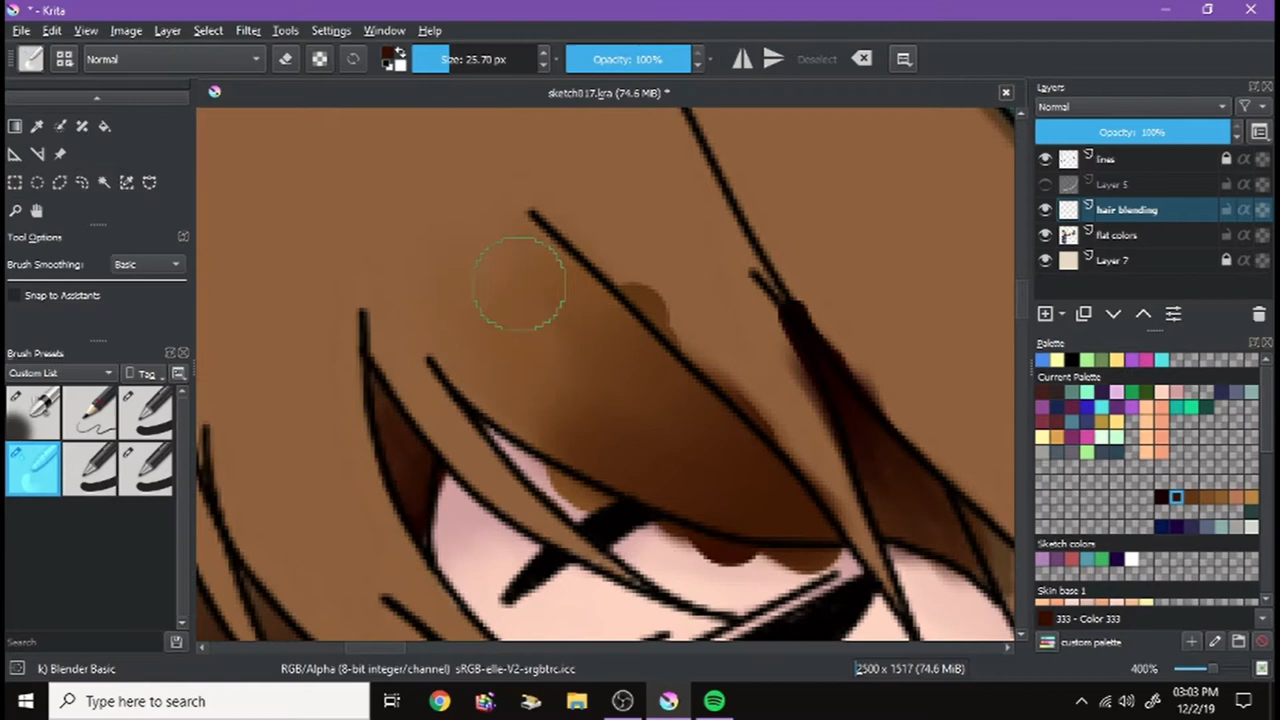 * - Krita
File Edit View Image Layer Select Filter Tools Settings Window Help
Normal
Size: 25.70 px
Opacity: 100%
Deselect
sketch017.kra (74.6 MiB) *
Tool Options
Brush Smoothing: Basic
Snap to Assistants
Brush Presets
Custom List
Tag
Search
Layers
Normal
Opacity: 100%
lines
Layer 5
hair blending
flat colors
Layer 7
Palette
Current Palette
Sketch colors
Skin base 1
333 - Color 333
custom palette
k) Blender Basic
RGB/Alpha (8-bit integer/channel) sRGB-elle-V2-srgbtrc.icc
2500 x 1517 (74.6 MiB)
400%
Type here to search
03:03 PM
12/2/19